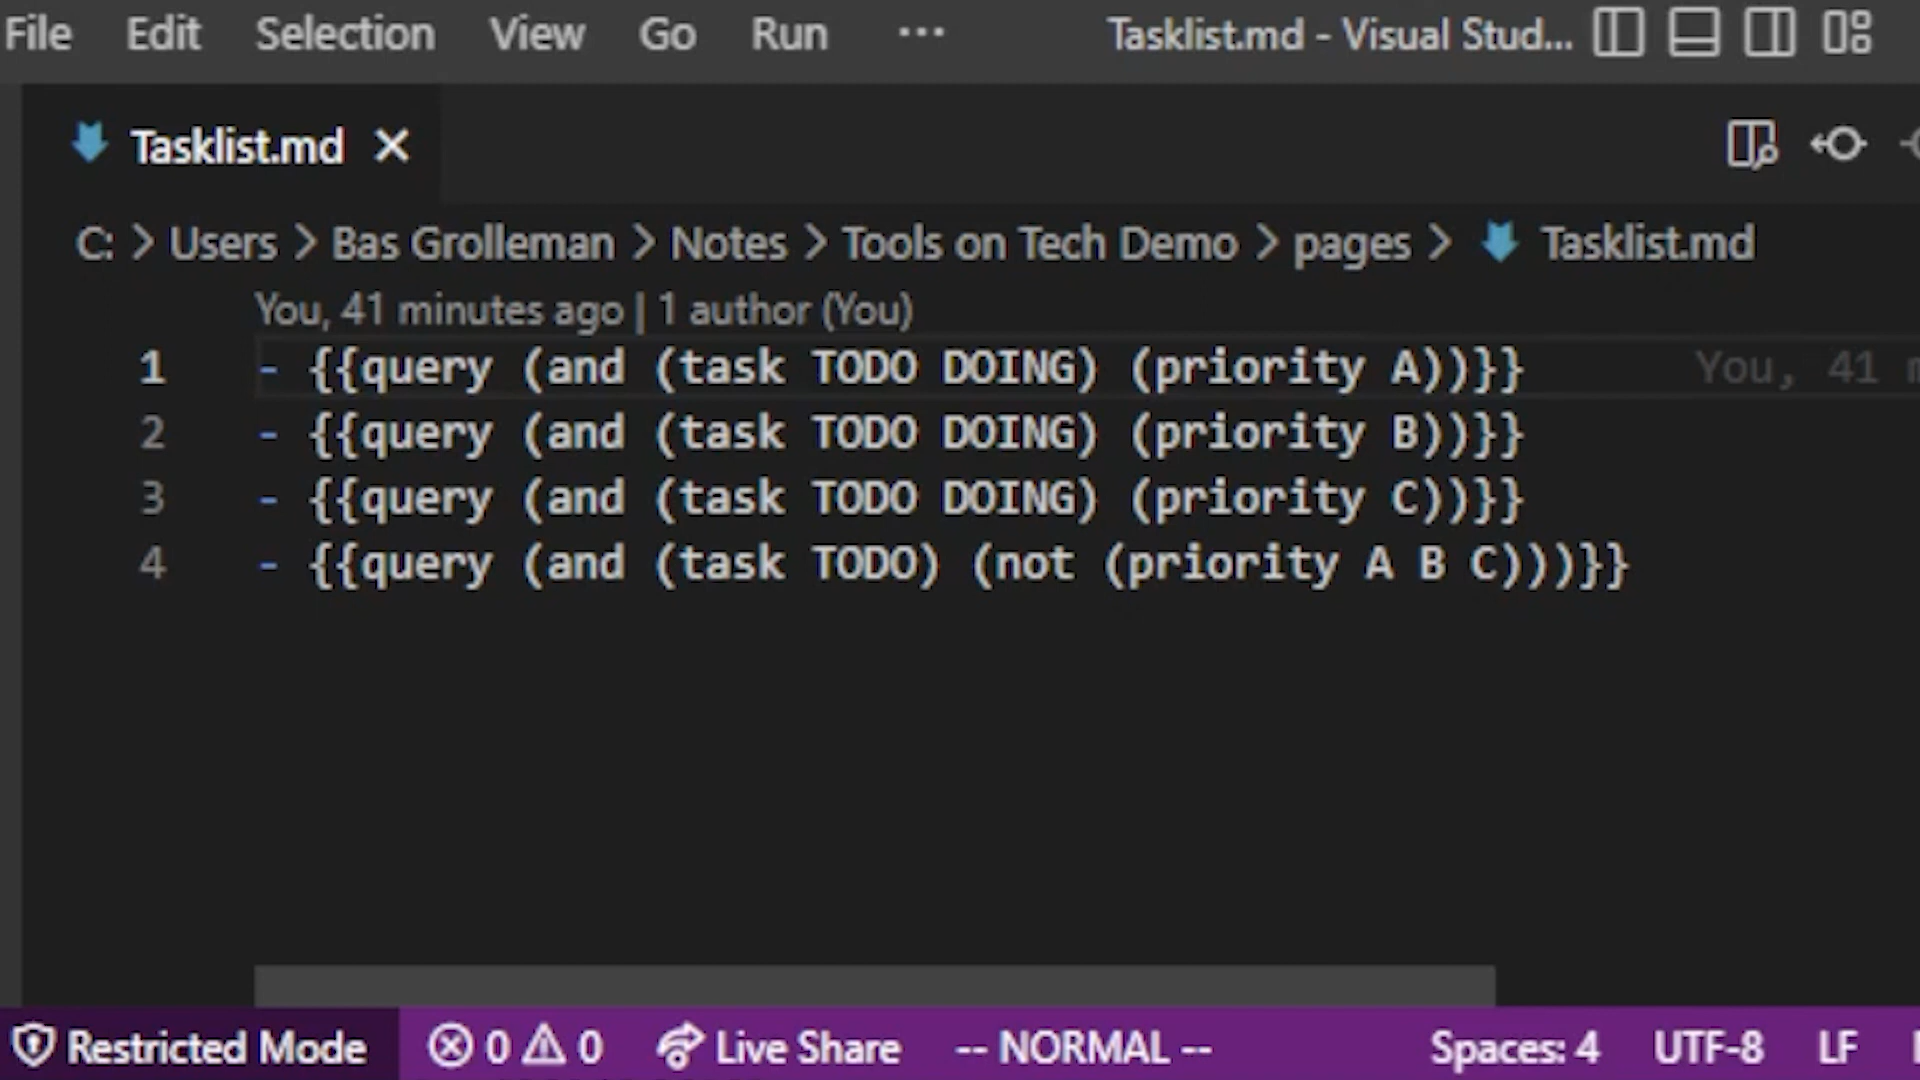 File Edit Selection View Go Run ... Tasklist.md - Visual Stud...
Tasklist.md
C: > Users > Bas Grolleman > Notes > Tools on Tech Demo > pages > Tasklist.md
You, 41 minutes ago | 1 author (You)
1 - {{query (and (task TODO DOING) (priority A))}} You, 41
2 - {{query (and (task TODO DOING) (priority B))}}
3 - {{query (and (task TODO DOING) (priority C))}}
4 - {{query (and (task TODO) (not (priority A B C)))}}
Restricted Mode 0 0 Live Share -- NORMAL -- Spaces: 4 UTF-8 LF